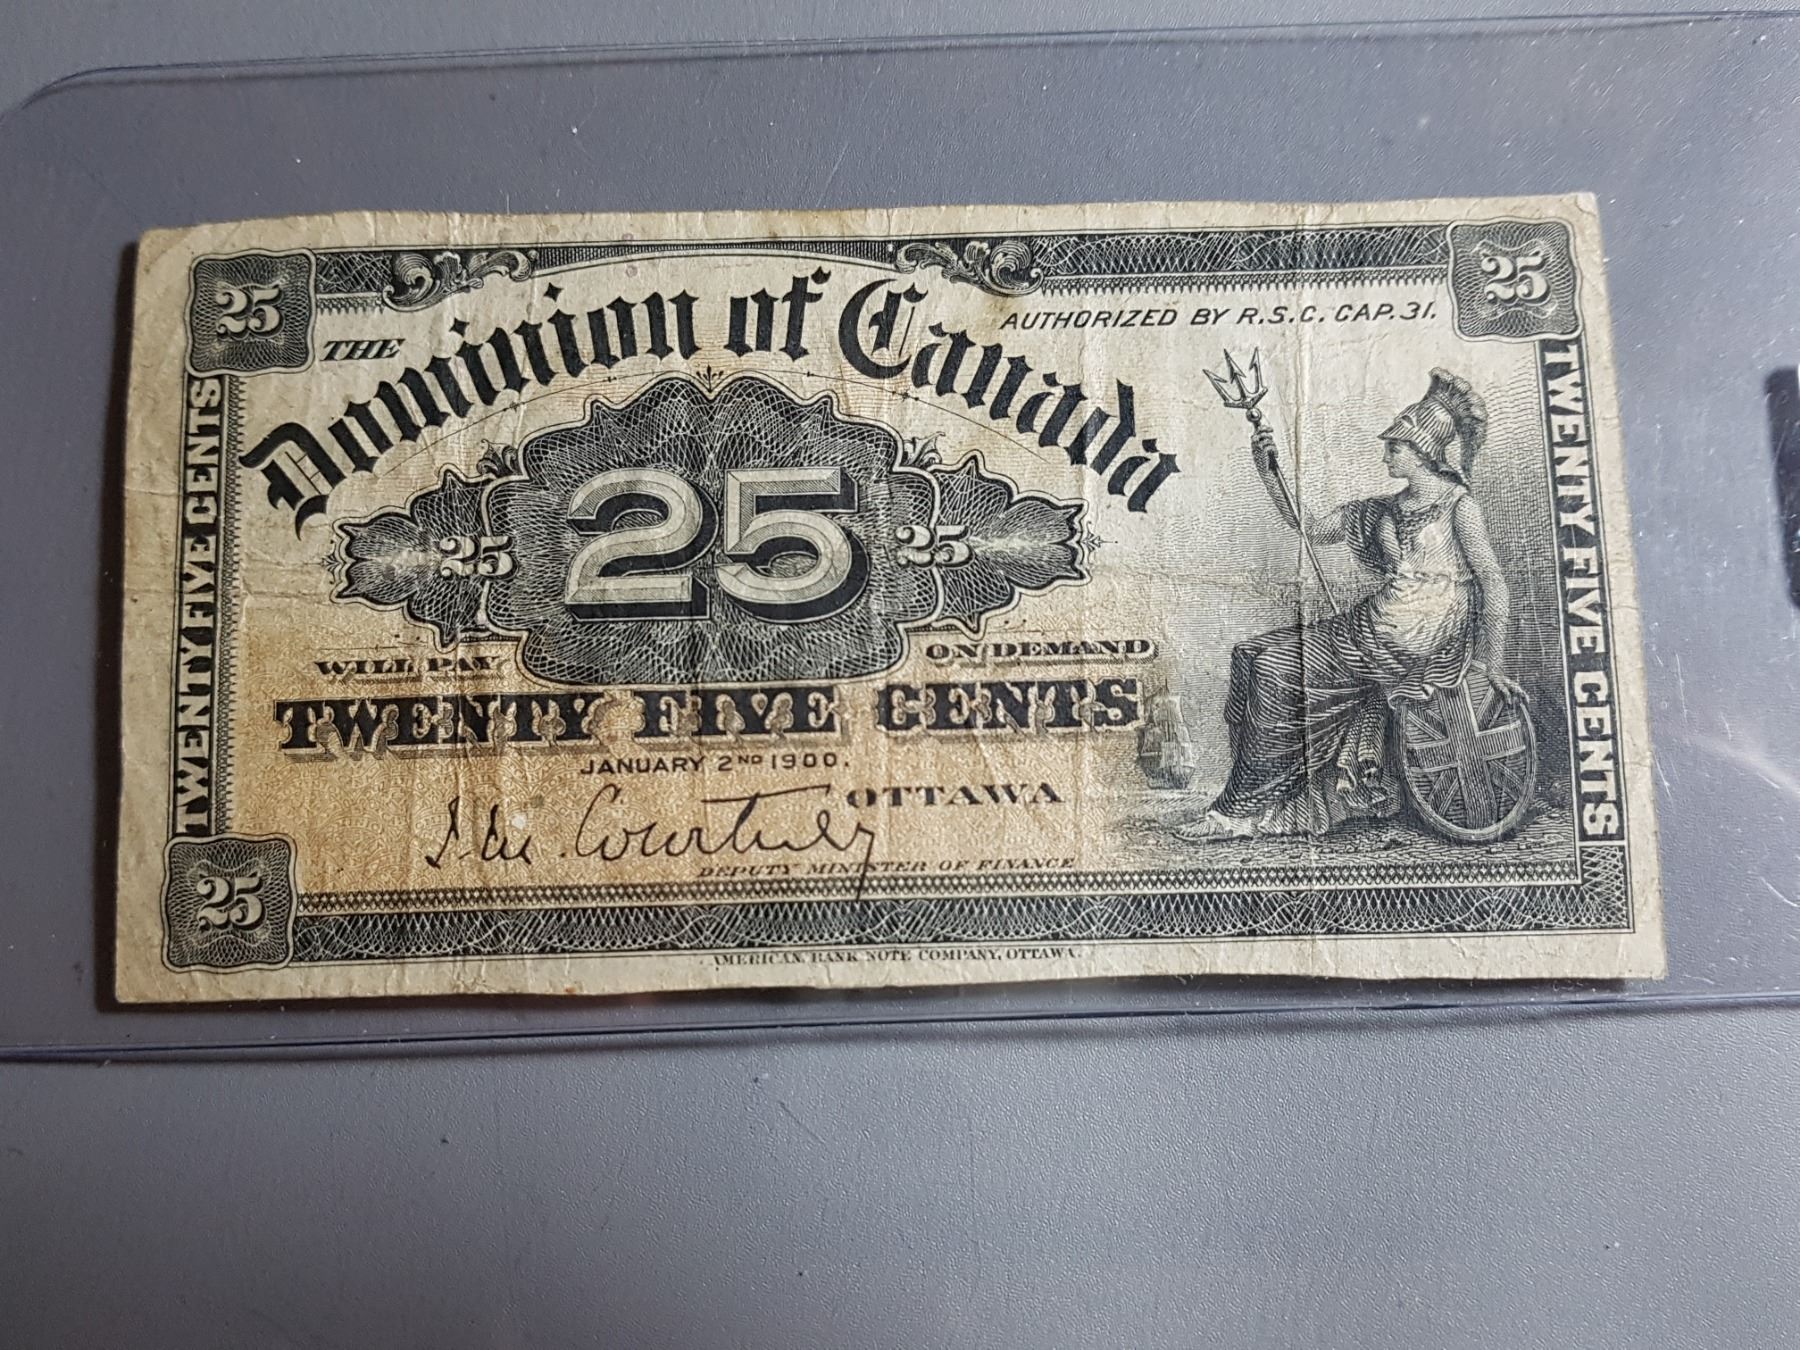 25
25
THE
Dominion of Canada
AUTHORIZED BY R.S.C. CAP.31.
TWENTY FIVE CENTS
TWENTY FIVE CENTS
25
25
25
WILL PAY
ON DEMAND
TWENTY FIVE CENTS
JANUARY 2ND 1900.
OTTAWA
Courtney
DEPUTY MINISTER OF FINANCE
25
AMERICAN BANK NOTE COMPANY, OTTAWA.